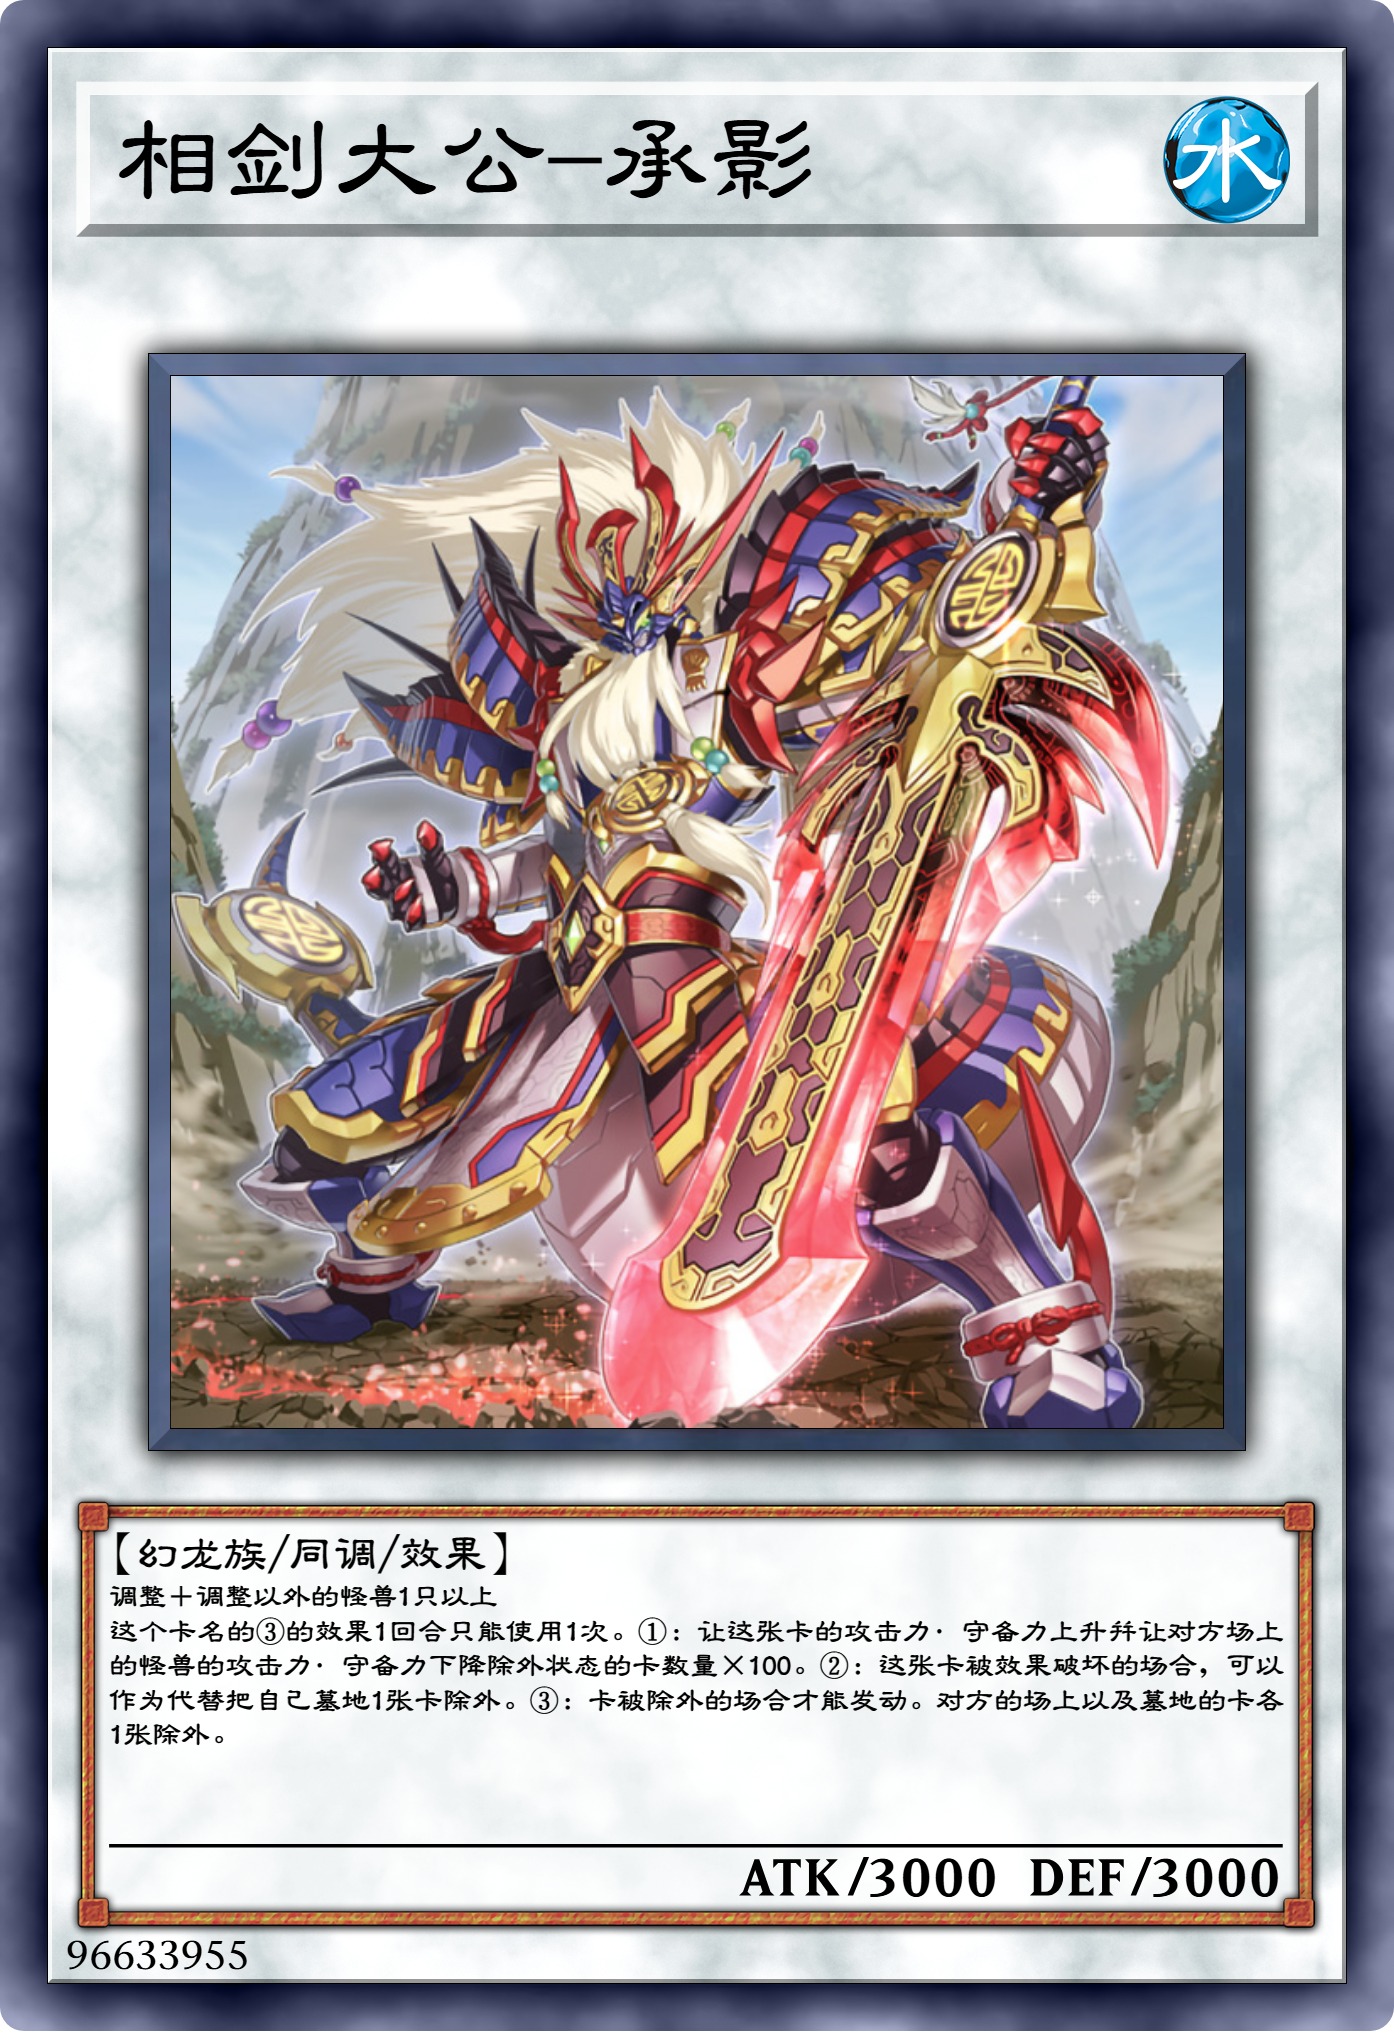 相剑大公-承影
水
【幻龙族/同调/效果】
调整＋调整以外的怪兽1只以上
这个卡名的③的效果1回合只能使用1次。①：让这张卡的攻击力·守备力上升并让对方场上
的怪兽的攻击力·守备力下降除外状态的卡数量×100。②：这张卡被效果破坏的场合，可以
作为代替把自己墓地1张卡除外。③：卡被除外的场合才能发动。对方的场上以及墓地的卡各
1张除外。
ATK/3000 DEF/3000
96633955